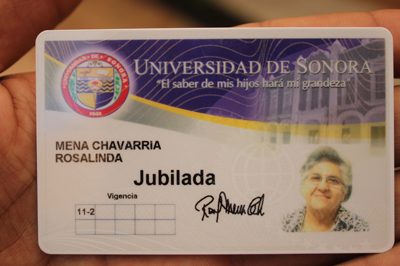 UNIVERSIDAD DE SONORA
"El saber de mis hijos hará mi grandeza"
MENA CHAVARRIA
ROSALINDA
Jubilada
Vigencia
11-2